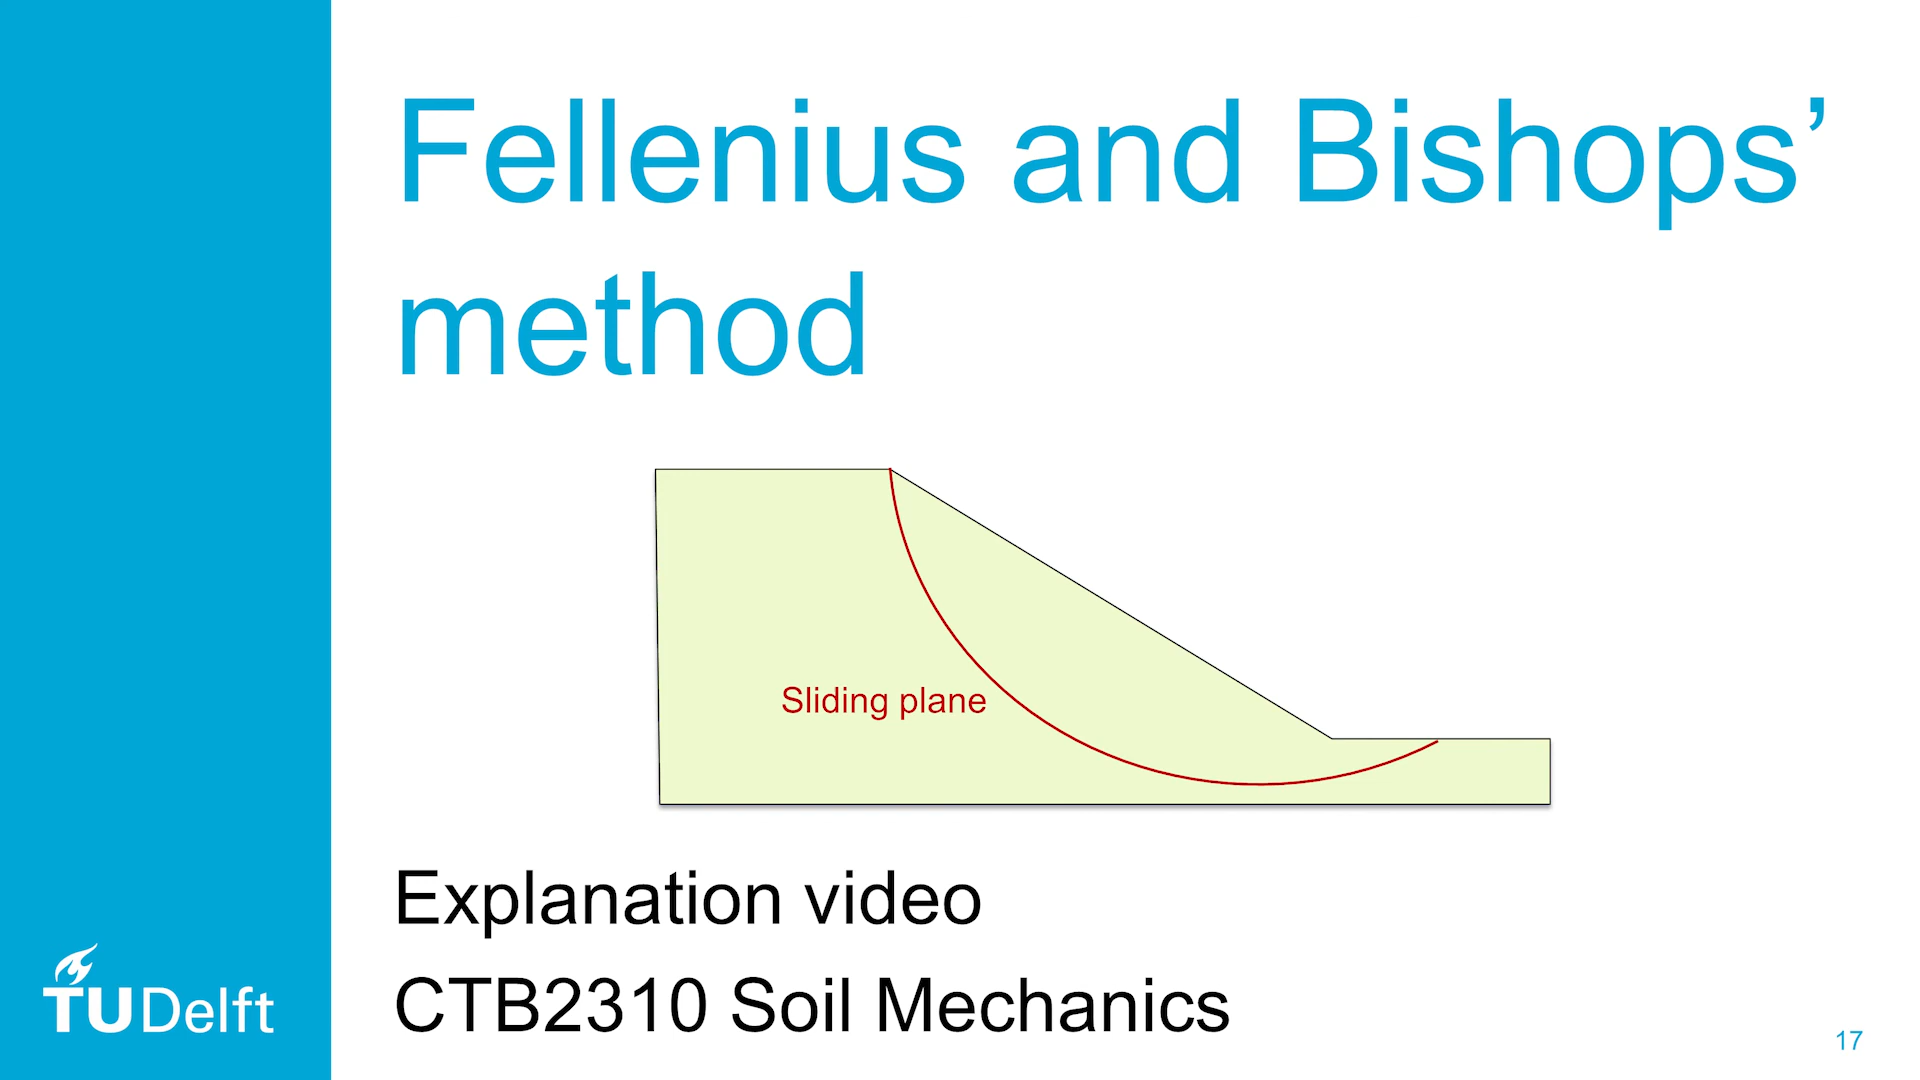 Fellenius and Bishops’
method
Sliding plane
Explanation video
CTB2310 Soil Mechanics
TUDelft
17